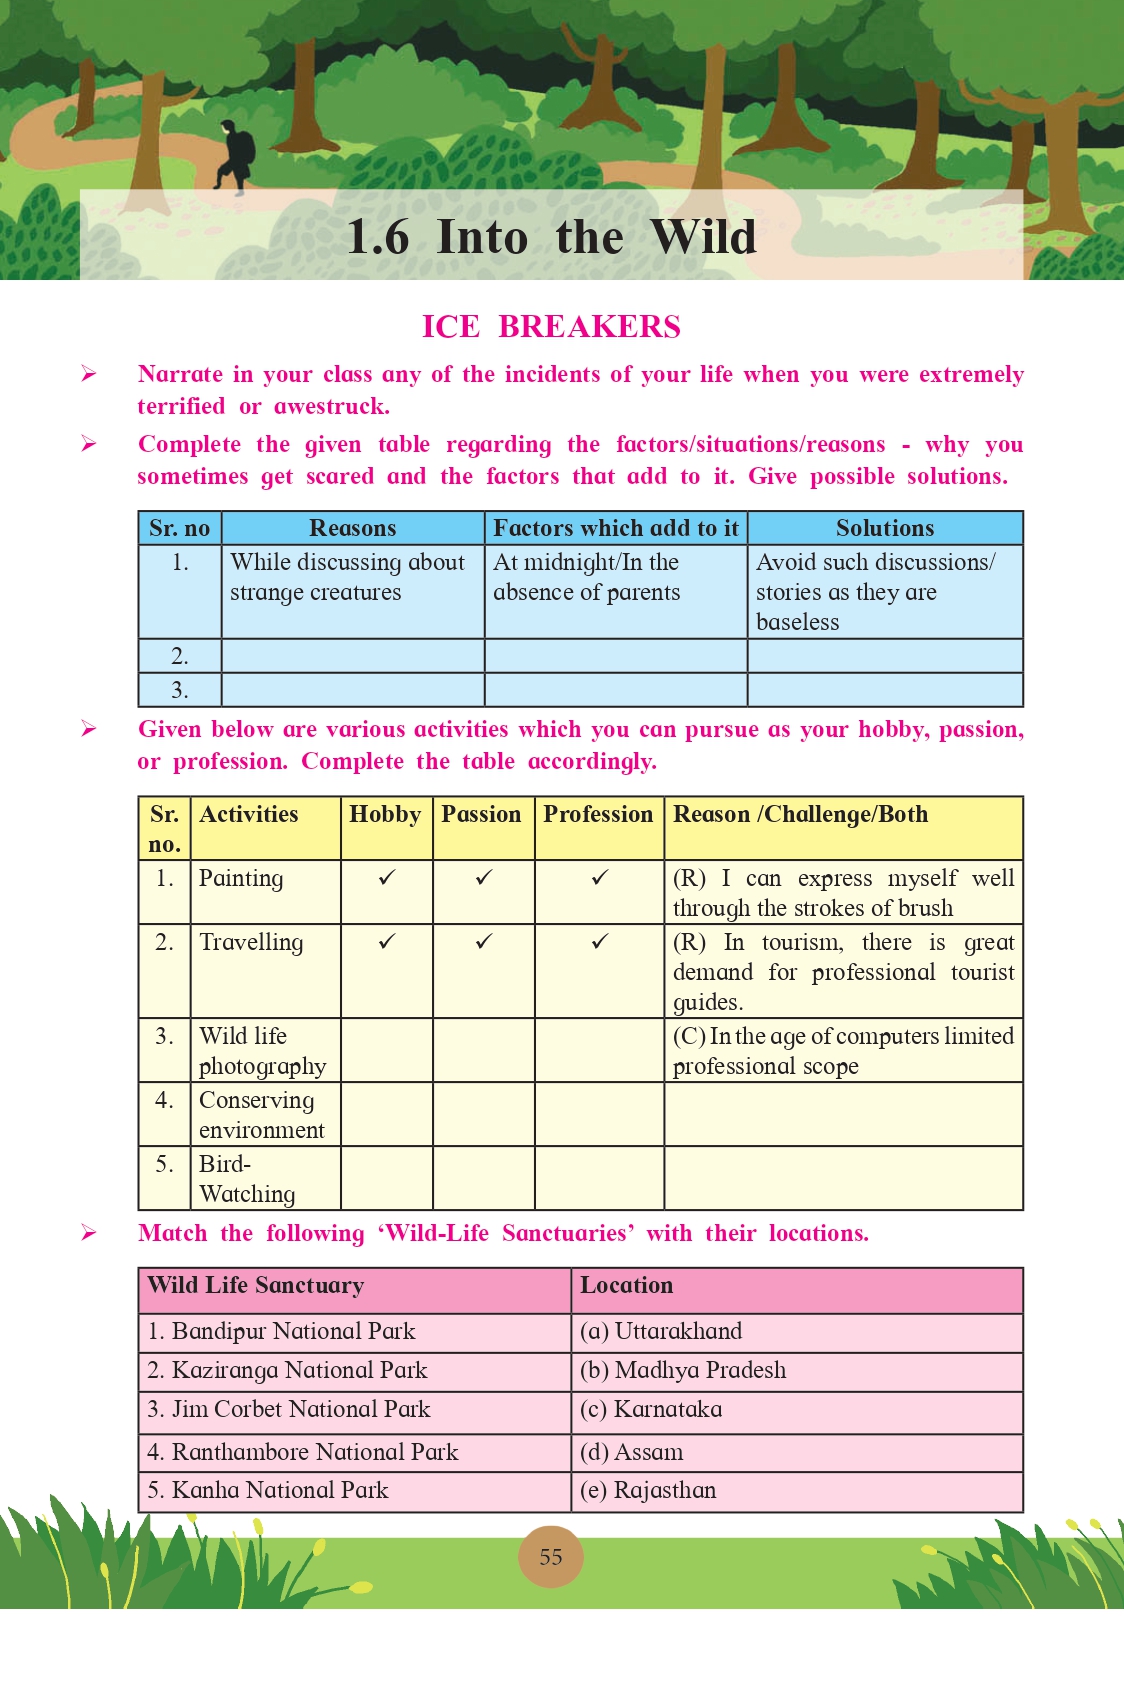 1.6 Into the Wild
ICE BREAKERS
➢ Narrate in your class any of the incidents of your life when you were extremely
terrified or awestruck.
➢ Complete the given table regarding the factors/situations/reasons - why you
sometimes get scared and the factors that add to it. Give possible solutions.
Sr. no Reasons Factors which add to it Solutions
1. While discussing about At midnight/In the Avoid such discussions/
strange creatures absence of parents stories as they are
baseless
2.
3.
➢ Given below are various activities which you can pursue as your hobby, passion,
or profession. Complete the table accordingly.
Sr. Activities Hobby Passion Profession Reason /Challenge/Both
no.
1. Painting ✓ ✓ ✓ (R) I can express myself well
through the strokes of brush
2. Travelling ✓ ✓ ✓ (R) In tourism, there is great
demand for professional tourist
guides.
3. Wild life (C) In the age of computers limited
photography professional scope
4. Conserving
environment
5. Bird-
Watching
➢ Match the following ‘Wild-Life Sanctuaries’ with their locations.
Wild Life Sanctuary Location
1. Bandipur National Park (a) Uttarakhand
2. Kaziranga National Park (b) Madhya Pradesh
3. Jim Corbet National Park (c) Karnataka
4. Ranthambore National Park (d) Assam
5. Kanha National Park (e) Rajasthan
55